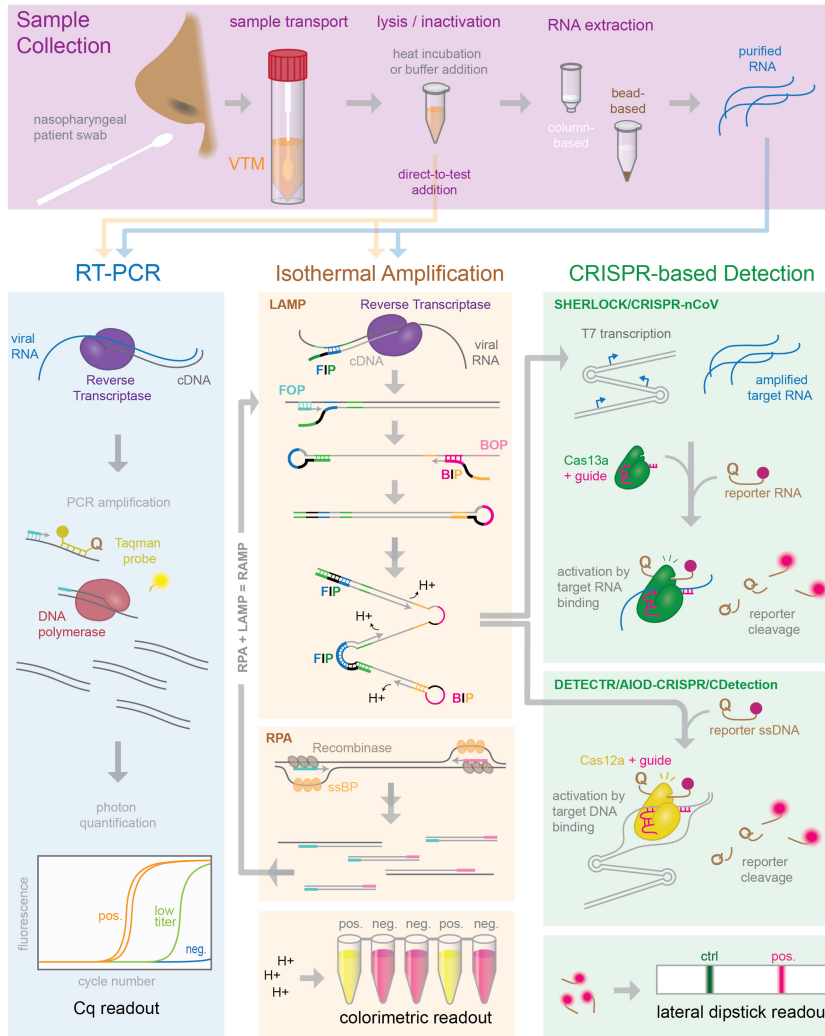 Sample
Collection
sample transport
lysis / inactivation
RNA extraction
heat incubation
or buffer addition
purified
RNA
nasopharyngeal
patient swab
bead-
based
column-
based
VTM
direct-to-test
addition
RT-PCR
Isothermal Amplification
CRISPR-based Detection
viral
RNA
Reverse
Transcriptase
cDNA
PCR amplification
Q
Taqman
probe
DNA
polymerase
photon
quantification
fluorescence
pos.
low
titer
neg.
cycle number
Cq readout
LAMP
Reverse Transcriptase
viral
RNA
cDNA
FIP
FOP
BOP
BIP
RPA + LAMP = RAMP
H+
FIP
H+
FIP
H+
BIP
RPA
Recombinase
ssBP
pos.
neg.
neg.
pos.
neg.
H+
H+
H+
colorimetric readout
SHERLOCK/CRISPR-nCoV
T7 transcription
amplified
target RNA
Cas13a
+ guide
Q
reporter RNA
Q
activation by
target RNA
binding
Q
Q
Q
reporter
cleavage
DETECTR/AIOD-CRISPR/CDetection
Q
reporter ssDNA
Cas12a + guide
Q
activation by
target DNA
binding
Q
Q
Q
reporter
cleavage
ctrl
pos.
lateral dipstick readout